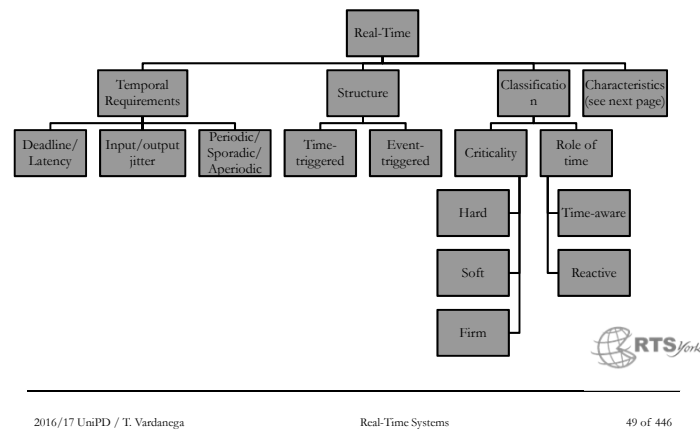 Real-Time
Temporal
Requirements
Structure
Classificatio
n
Characteristics
(see next page)
Deadline/
Latency
Input/output
jitter
Periodic/
Sporadic/
Aperiodic
Time-
triggered
Event-
triggered
Criticality
Role of
time
Hard
Time-aware
Soft
Reactive
Firm
RTS York
2016/17 UniPD / T. Vardanega
Real-Time Systems
49 of 446